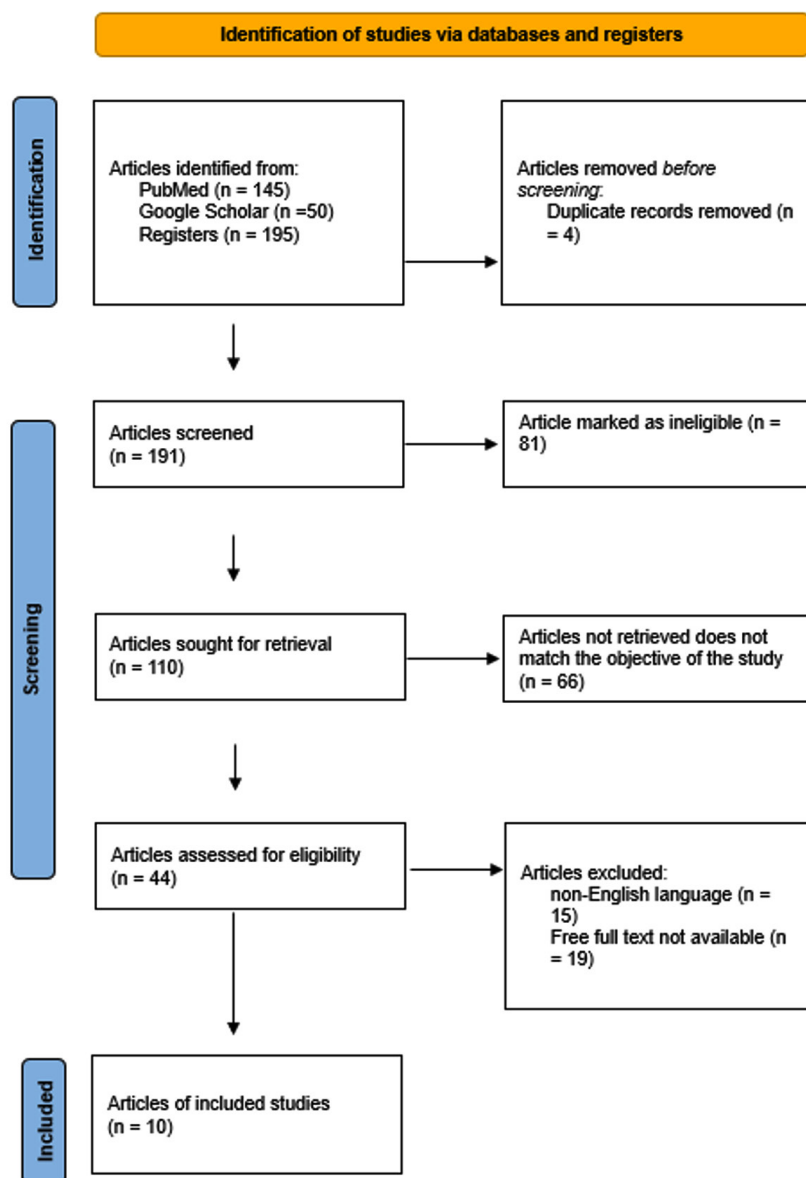 Identification of studies via databases and registers
Identification
Articles identified from:
PubMed (n = 145)
Google Scholar (n =50)
Registers (n = 195)
Articles removed before
screening:
Duplicate records removed (n
= 4)
Screening
Articles screened
(n = 191)
Article marked as ineligible (n =
81)
Articles sought for retrieval
(n = 110)
Articles not retrieved does not
match the objective of the study
(n = 66)
Articles assessed for eligibility
(n = 44)
Articles excluded:
non-English language (n =
15)
Free full text not available (n
= 19)
Included
Articles of included studies
(n = 10)